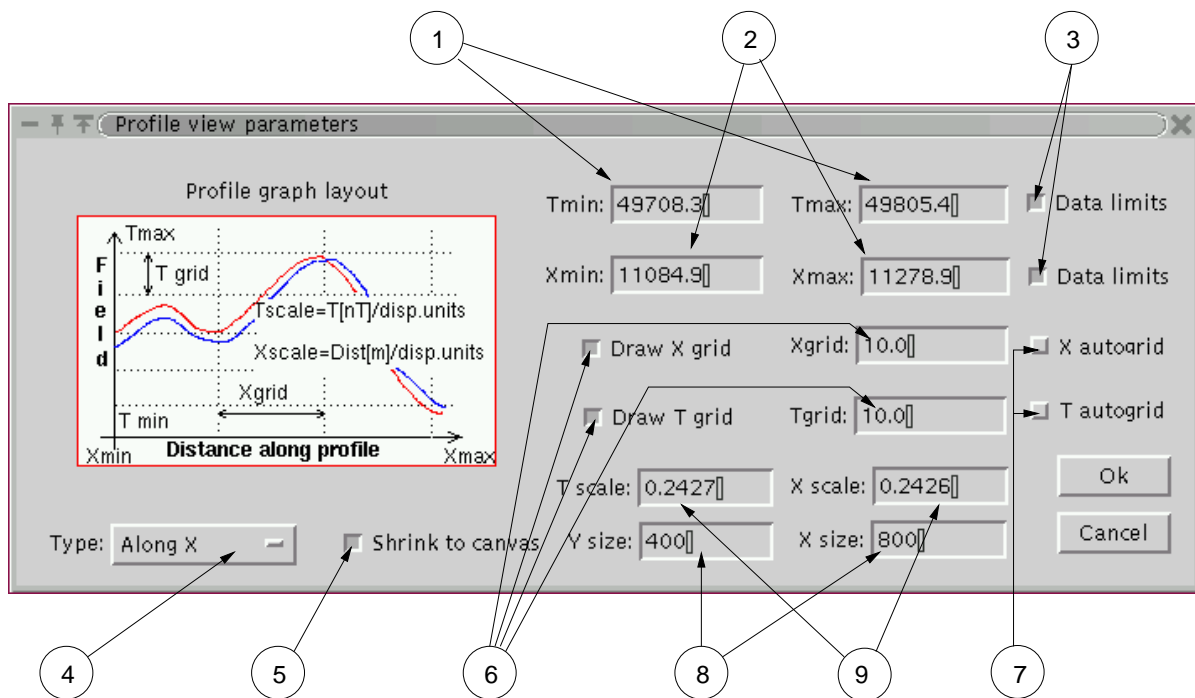 1 2 3
Profile view parameters
Profile graph layout
Tmin: 49708.3 Tmax: 49805.4 Data limits
Xmin: 11084.9 Xmax: 11278.9 Data limits
Tmax
Field
T grid
Tscale=T[nT]/disp.units
Xscale=Dist[m]/disp.units
Xgrid
T min
Xmin Distance along profile Xmax
Draw X grid Xgrid: 10.0 X autogrid
Draw T grid Tgrid: 10.0 T autogrid
T scale: 0.2427 X scale: 0.2426 Ok
Type: Along X Shrink to canvas Y size: 400 X size: 800 Cancel
4 5 6 8 9 7